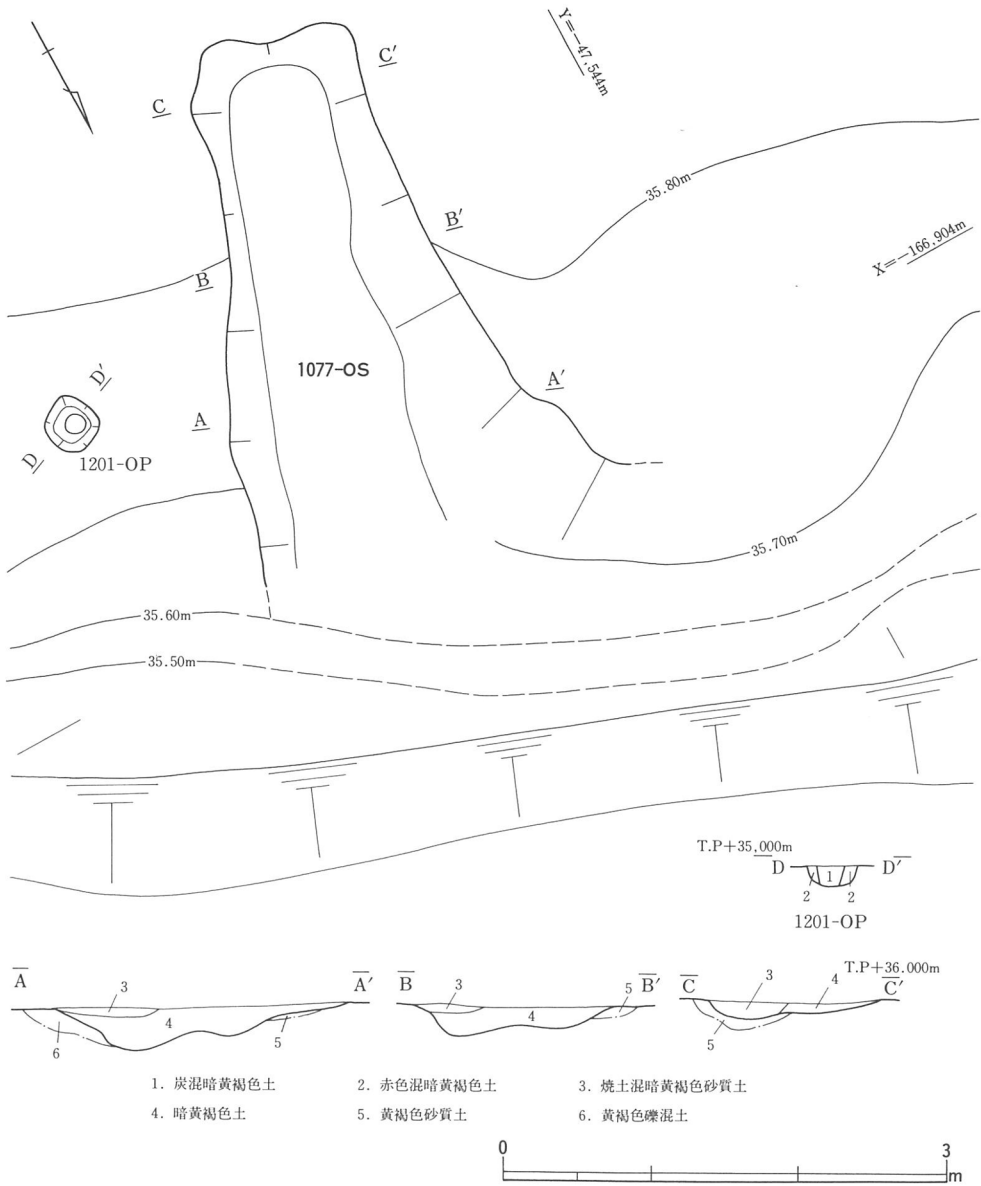 Y=−47,544m
C
C′
35.80m
B′
X=−166,904m
B
1077-OS
A′
D′
A
D
1201-OP
35.70m
35.60m
35.50m
T.P+35,000m
D
D′
1
2
2
1201-OP
A
A′
B
B′
C
C′
T.P+36.000m
3
4
5
6
3
4
5
3
4
5
1. 炭混暗黄褐色土 2. 赤色混暗黄褐色土 3. 焼土混暗黄褐色砂質土
4. 暗黄褐色土 5. 黄褐色砂質土 6. 黄褐色礫混土
0
3
m